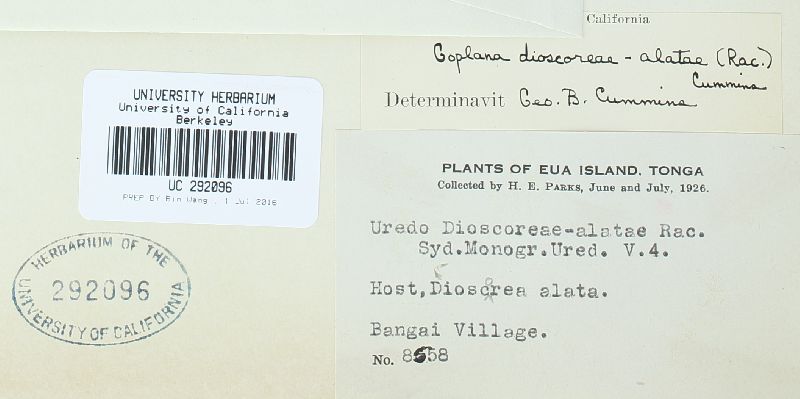 California
Goplana dioscoreae-alatae (Rac.)
Cummins
Determinavit Geo. B. Cummins
UNIVERSITY HERBARIUM
University of California
Berkeley
UC 292096
PREP BY Bin Wang . 1 Jul 2016
HERBARIUM OF THE
292096
UNIVERSITY OF CALIFORNIA
PLANTS OF EUA ISLAND, TONGA
Collected by H. E. PARKS, June and July, 1926.
Uredo Dioscoreae-alatae Rac.
Syd.Monogr.Ured. V.4.
Host, Dioscrea alata.
Bangai Village.
No. 8558